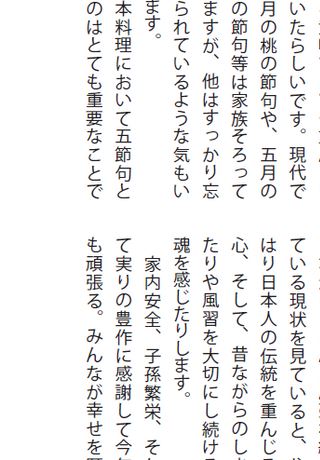 いたらしいです。現代で
月の桃の節句や、五月の
の節句等は家族そろって
ますが、他はすっかり忘
られているような気もい
ます。
本料理において五節句と
のはとても重要なことで
ている現状を見ていると、
はり日本人の伝統を重んじる
心、そして、昔ながらのしき
たりや風習を大切にし続ける
魂を感じたりします。
家内安全、子孫繁栄、そ
て実りの豊作に感謝して今年
も頑張る。みんなが幸せを